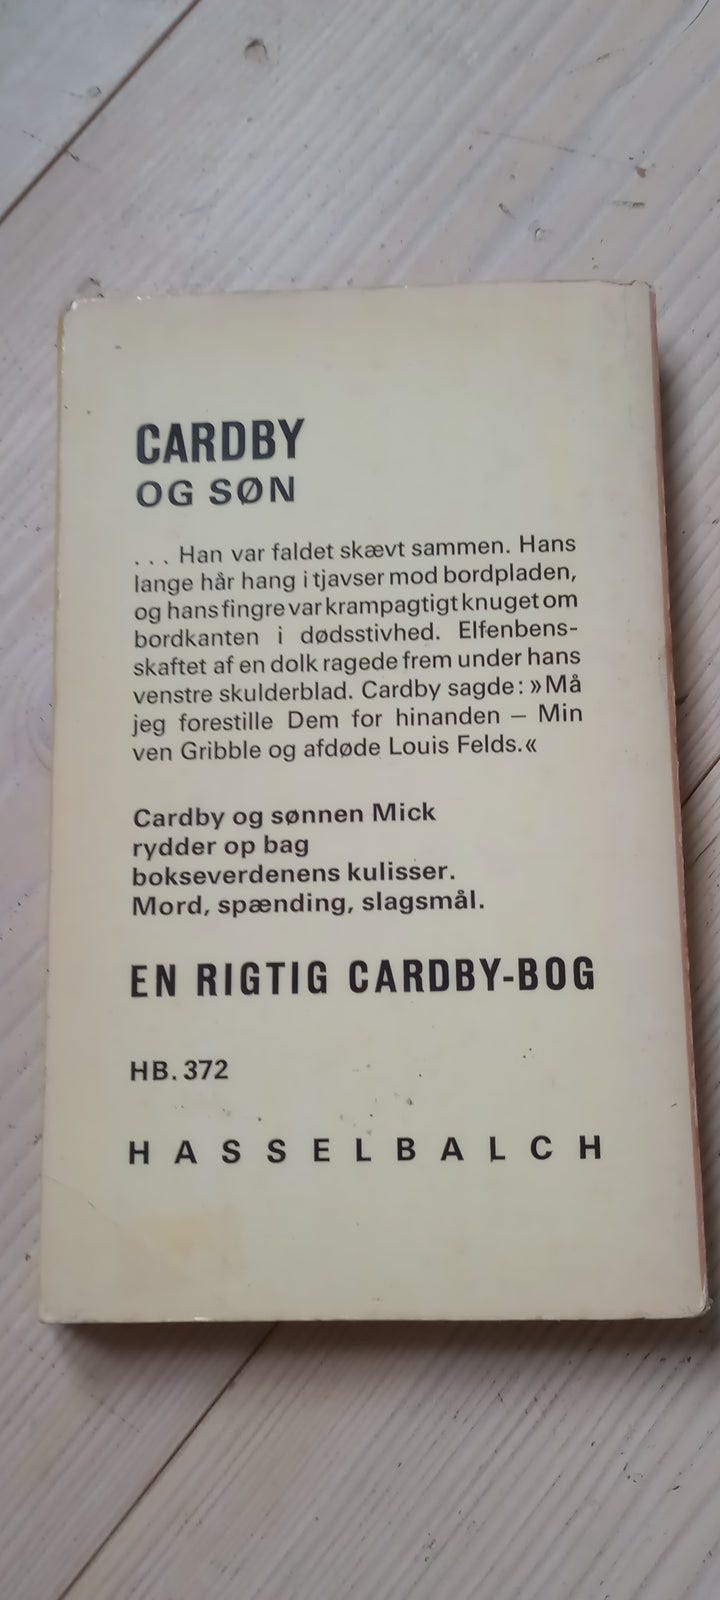 CARDBY
OG SØN
... Han var faldet skævt sammen. Hans
lange hår hang i tjavser mod bordpladen,
og hans fingre var krampagtigt knuget om
bordkanten i dødsstivhed. Elfenbens-
skaftet af en dolk ragede frem under hans
venstre skulderblad. Cardby sagde: »Må
jeg forestille Dem for hinanden – Min
ven Gribble og afdøde Louis Felds.«
Cardby og sønnen Mick
rydder op bag
bokseverdenens kulisser.
Mord, spænding, slagsmål.
EN RIGTIG CARDBY-BOG
HB. 372
HASSELBALCH